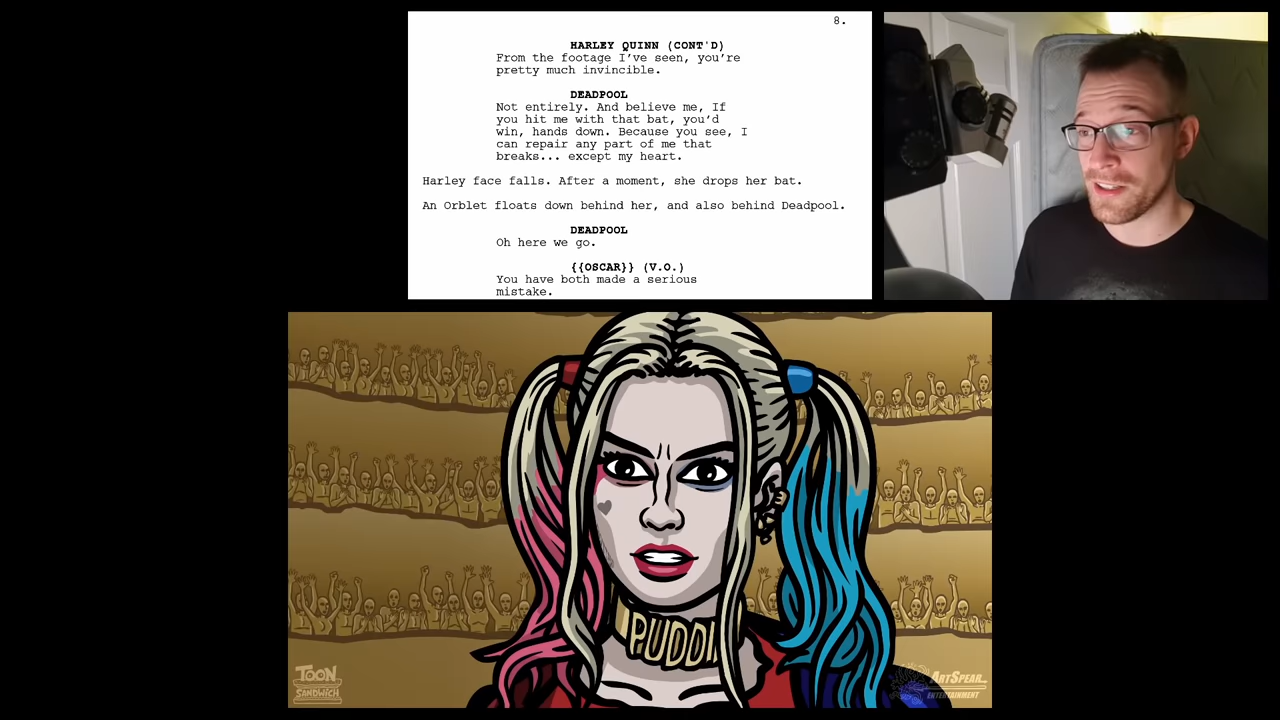 8.
HARLEY QUINN (CONT'D)
From the footage I've seen, you're
pretty much invincible.
DEADPOOL
Not entirely. And believe me, If
you hit me with that bat, you'd
win, hands down. Because you see, I
can repair any part of me that
breaks... except my heart.
Harley face falls. After a moment, she drops her bat.
An Orblet floats down behind her, and also behind Deadpool.
DEADPOOL
Oh here we go.
{{OSCAR}} (V.O.)
You have both made a serious
mistake.
PUDDI
TOON
SANDWICH
ARTSPEAR
ENTERTAINMENT